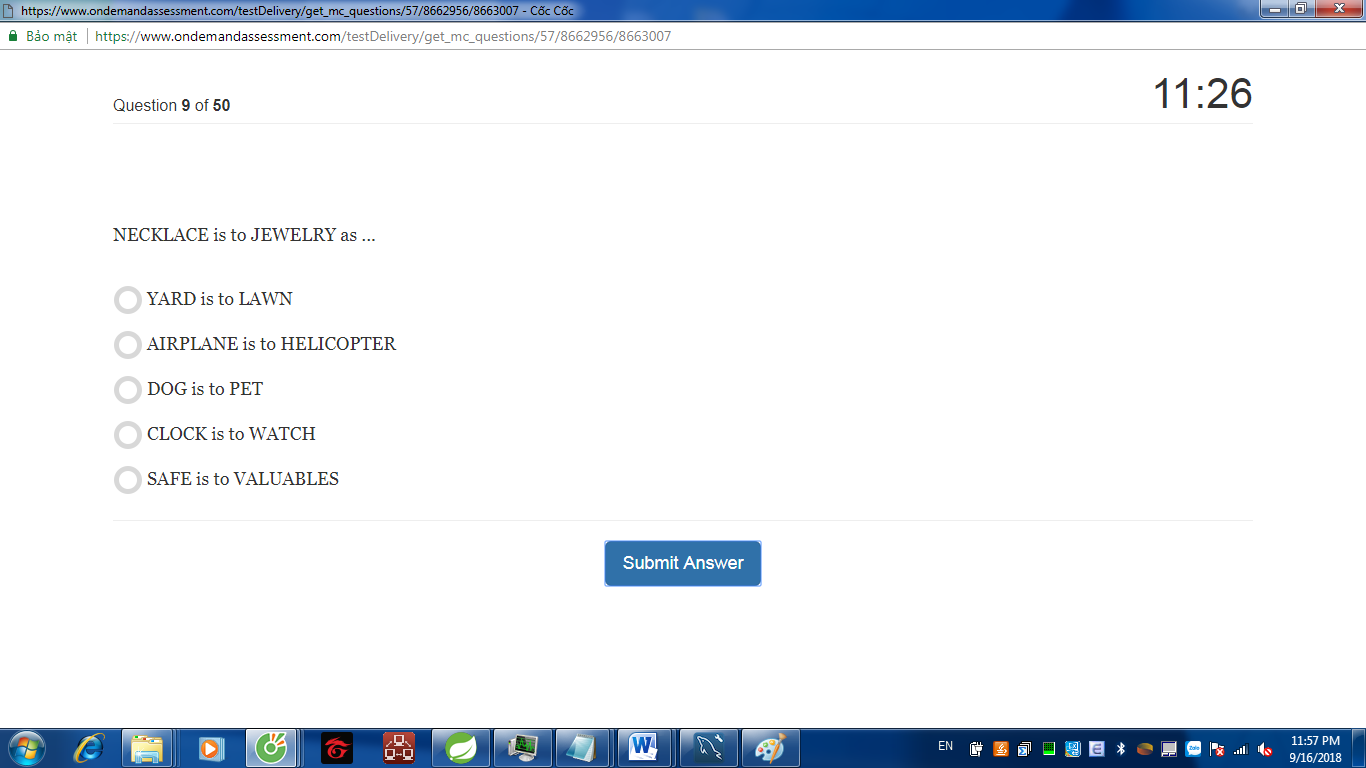 https://www.ondemandassessment.com/testDelivery/get_mc_questions/57/8662956/8663007 - Cốc Cốc
Bảo mật
https://www.ondemandassessment.com/testDelivery/get_mc_questions/57/8662956/8663007
Question 9 of 50
11:26
NECKLACE is to JEWELRY as ...
YARD is to LAWN
AIRPLANE is to HELICOPTER
DOG is to PET
CLOCK is to WATCH
SAFE is to VALUABLES
Submit Answer
EN
11:57 PM
9/16/2018